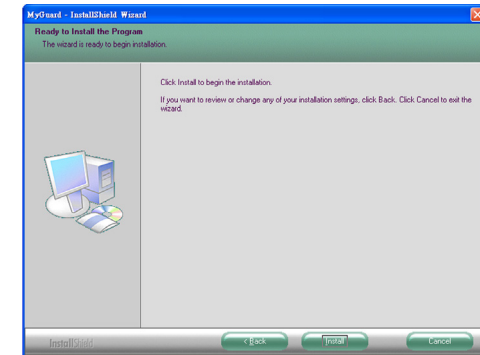 MyGuard - InstallShield Wizard
Ready to Install the Program
The wizard is ready to begin installation.
Click Install to begin the installation.
If you want to review or change any of your installation settings, click Back. Click Cancel to exit the
wizard.
InstallShield
< Back
Install
Cancel